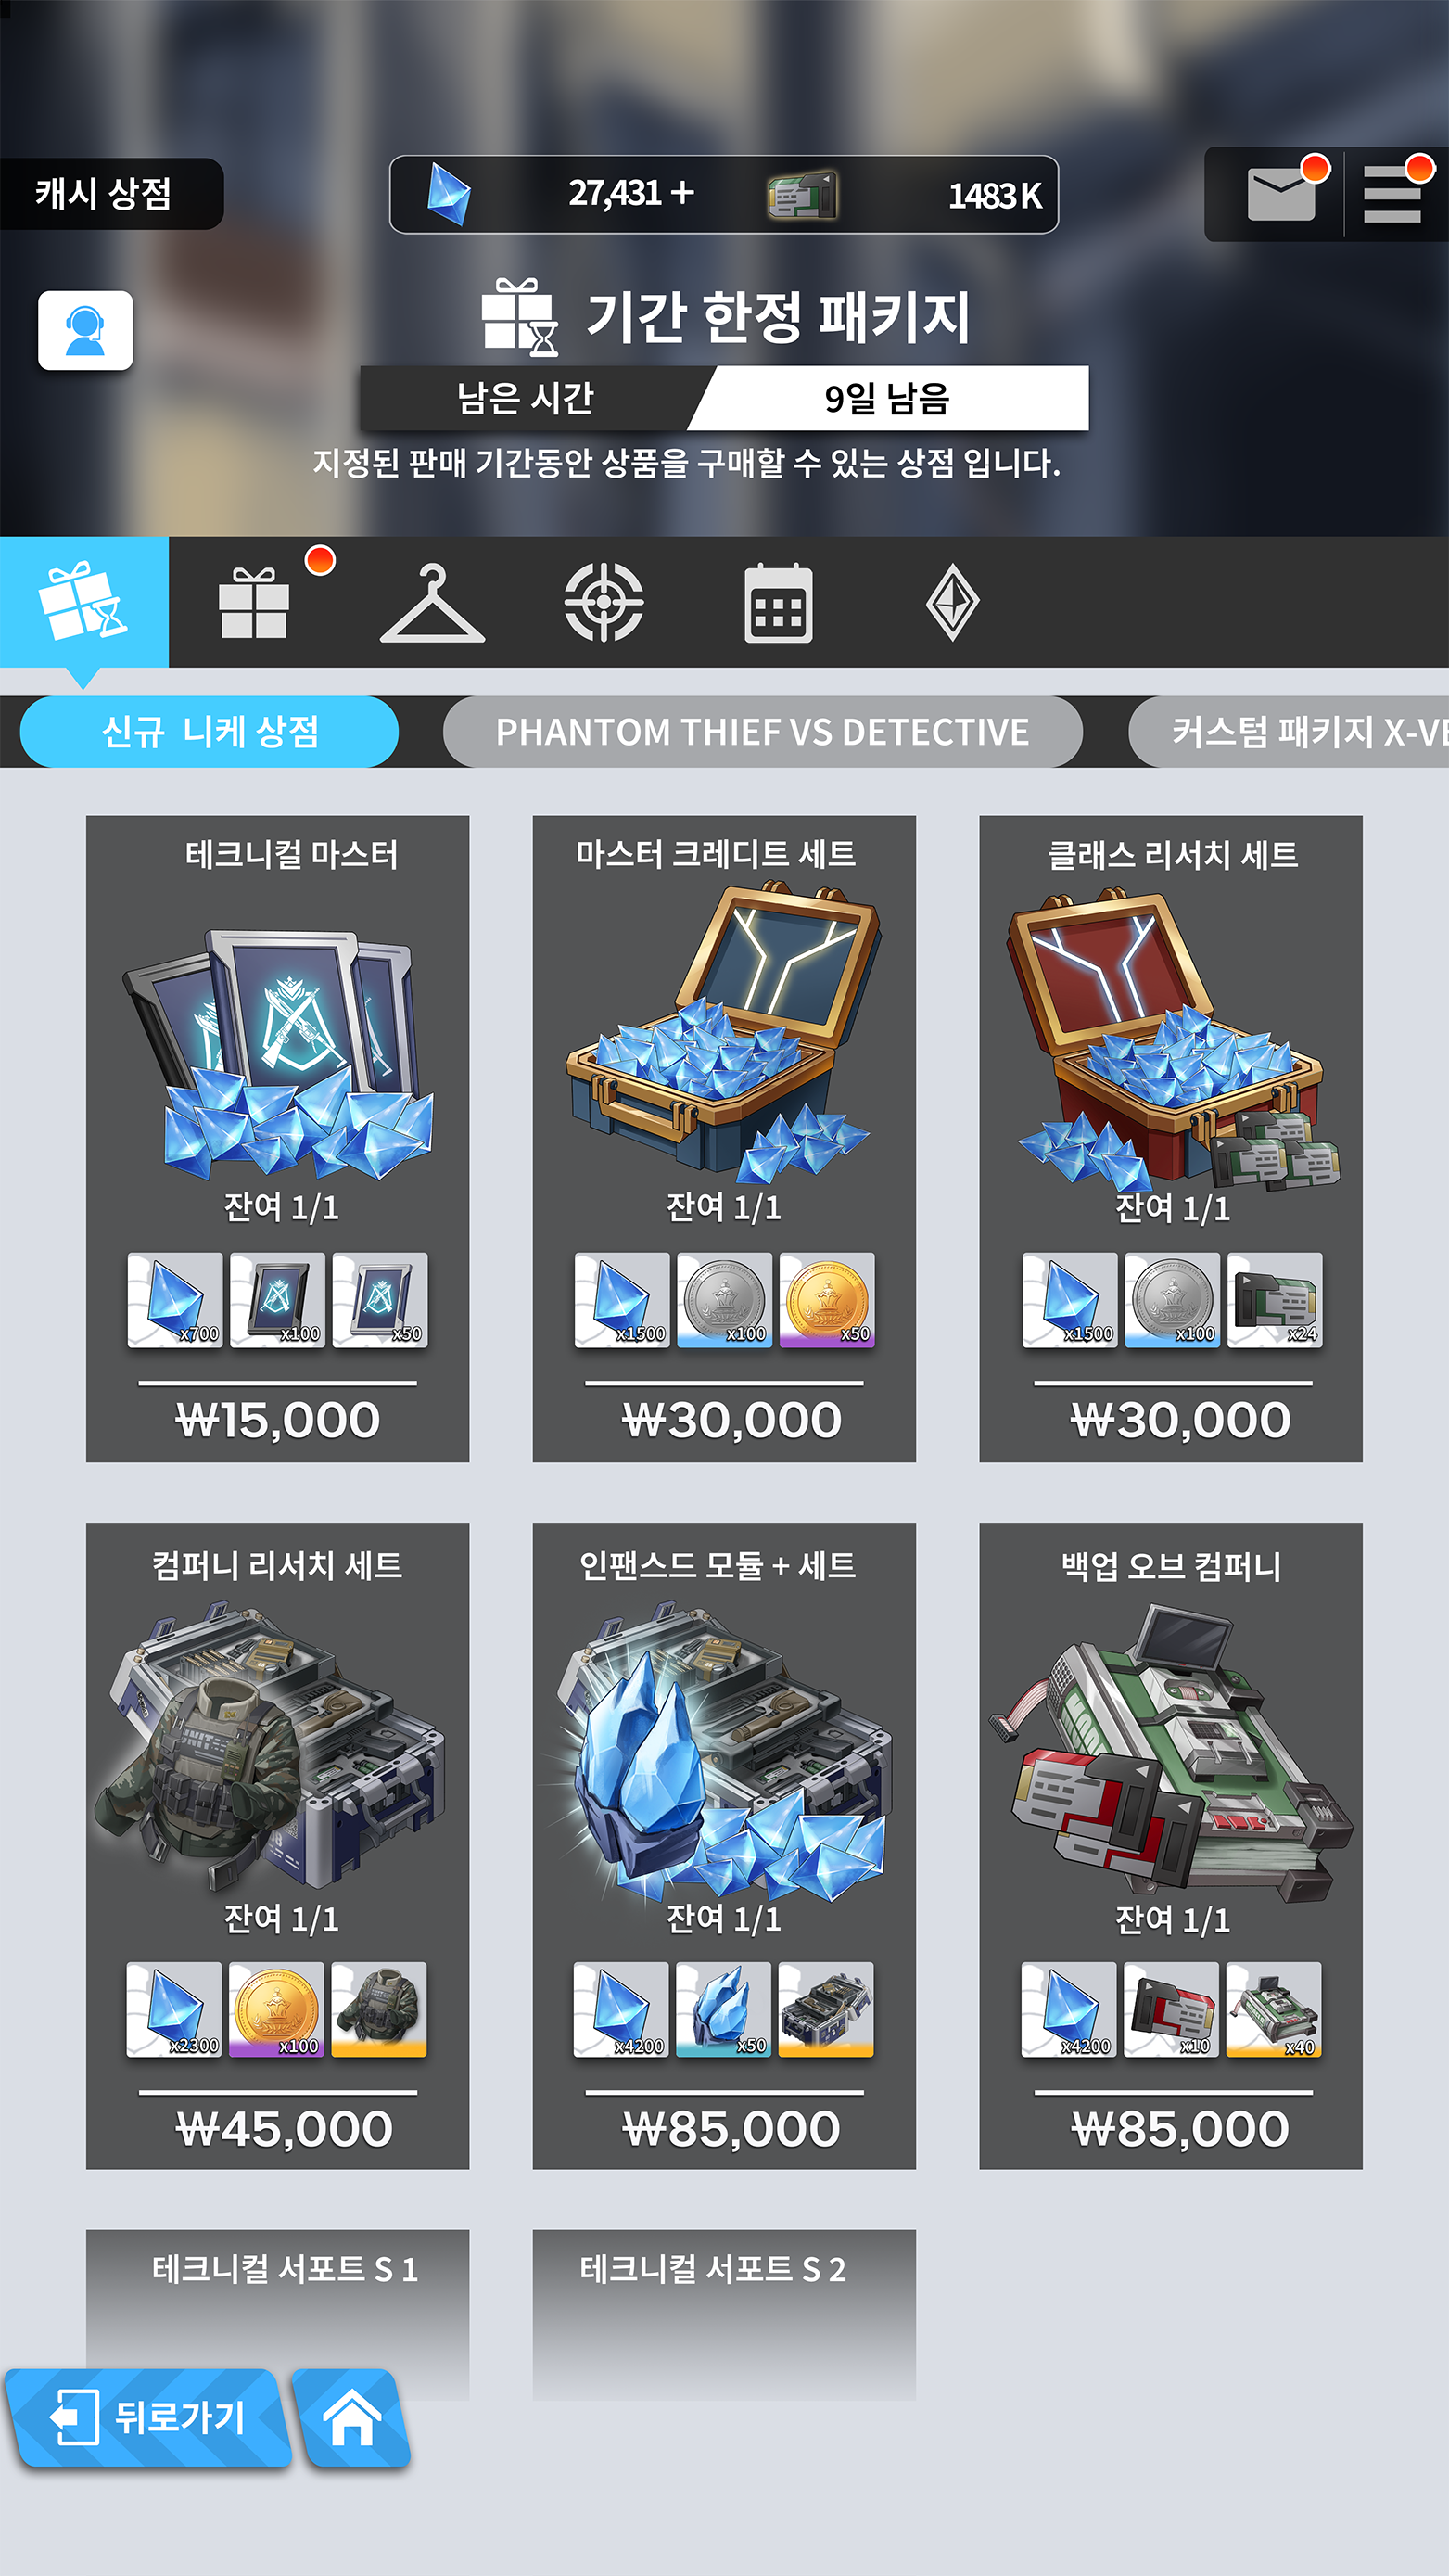 캐시 상점
27,431 +
1483 K
기간 한정 패키지
남은 시간
9일 남음
지정된 판매 기간동안 상품을 구매할 수 있는 상점 입니다.
신규 니케 상점
PHANTOM THIEF VS DETECTIVE
커스텀 패키지 X-VE
테크니컬 마스터
마스터 크레디트 세트
클래스 리서치 세트
잔여 1/1
잔여 1/1
잔여 1/1
x700
x100
x50
x1500
x100
x50
x1500
x100
x24
₩15,000
₩30,000
₩30,000
컴퍼니 리서치 세트
인팬스드 모듈 + 세트
백업 오브 컴퍼니
UNIT
잔여 1/1
잔여 1/1
잔여 1/1
x2300
x100
x4200
x50
x4200
x10
x40
₩45,000
₩85,000
₩85,000
테크니컬 서포트 S 1
테크니컬 서포트 S 2
뒤로가기